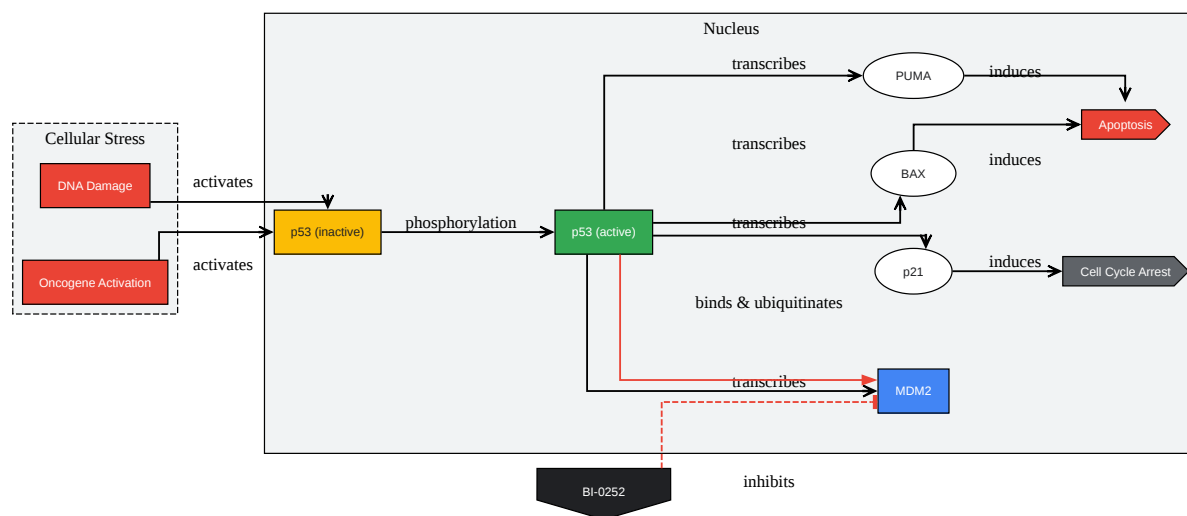 Nucleus
transcribes
PUMA
induces
Cellular Stress
Apoptosis
transcribes
induces
DNA Damage
activates
BAX
p53 (inactive)
phosphorylation
p53 (active)
transcribes
activates
Oncogene Activation
p21
induces
Cell Cycle Arrest
binds & ubiquitinates
transcribes
MDM2
BI-0252
inhibits